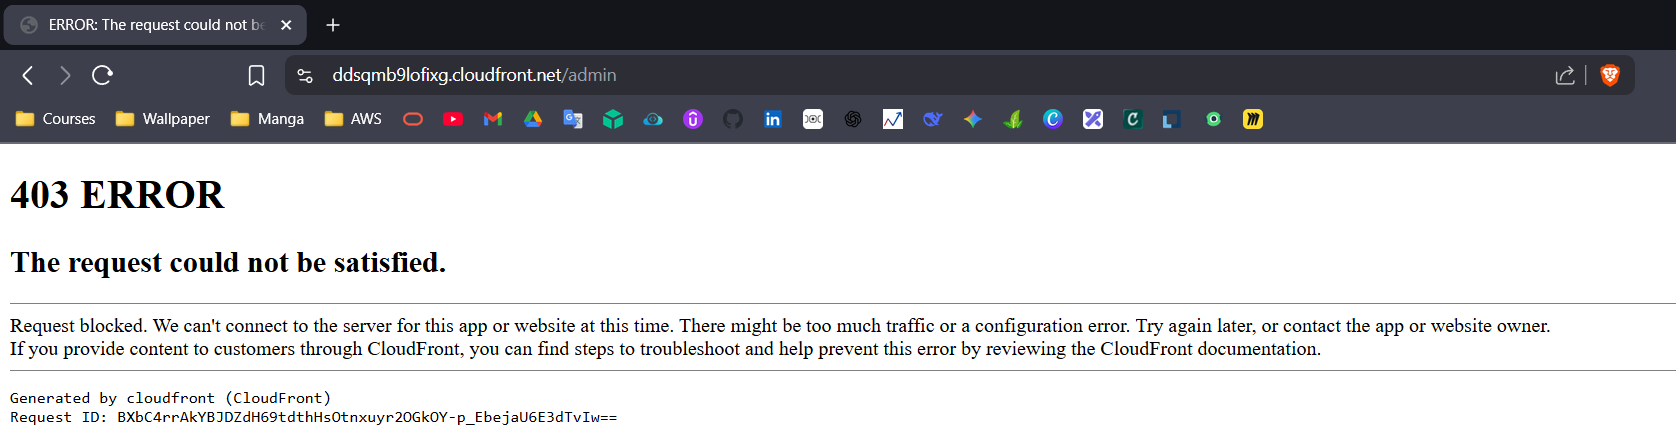 ERROR: The request could not be
ddsqmb9lofixg.cloudfront.net/admin
Courses Wallpaper Manga AWS
403 ERROR
The request could not be satisfied.
Request blocked. We can't connect to the server for this app or website at this time. There might be too much traffic or a configuration error. Try again later, or contact the app or website owner.
If you provide content to customers through CloudFront, you can find steps to troubleshoot and help prevent this error by reviewing the CloudFront documentation.
Generated by cloudfront (CloudFront)
Request ID: BXbC4rrAkYBJDZdH69tdthHsOtnxuyr2OGkOY-p_EbejaU6E3dTvIw==